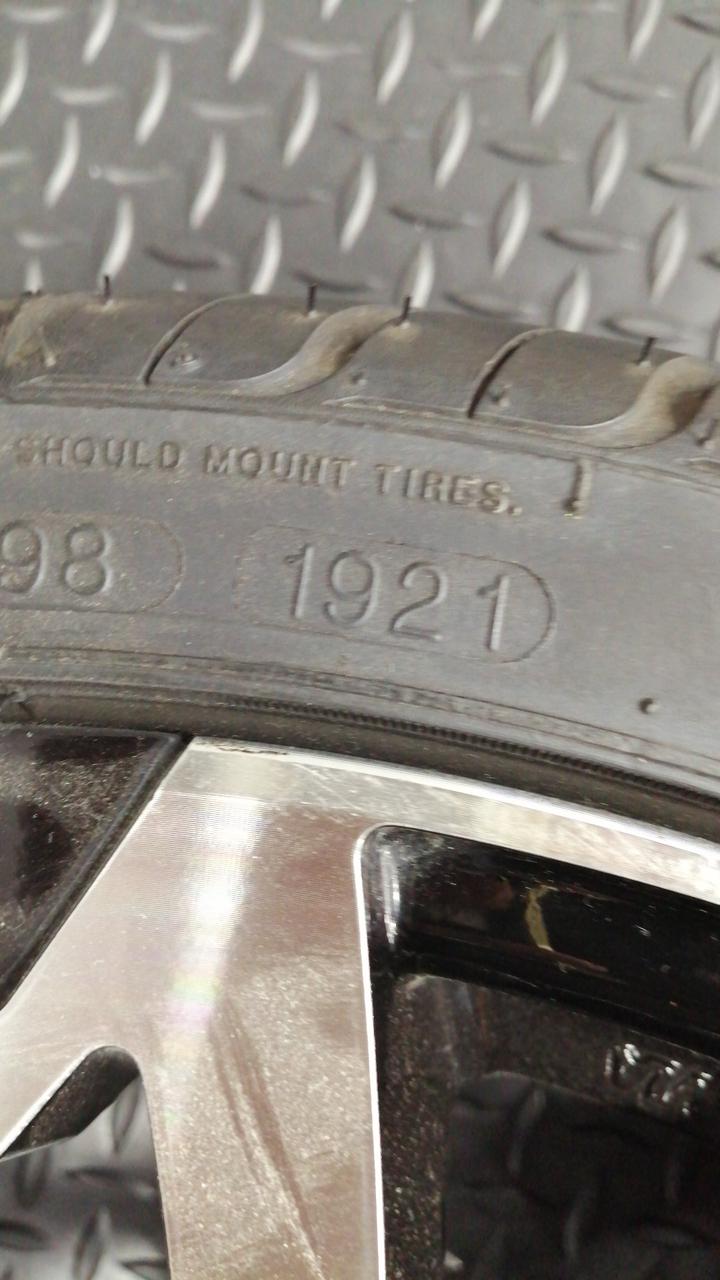 SHOULD MOUNT TIRES.
98 1921